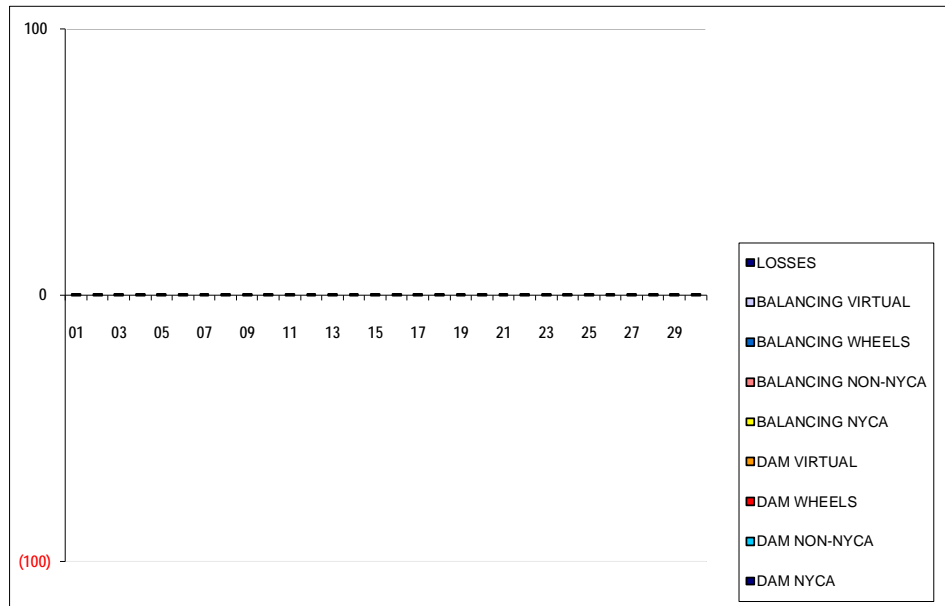 100
0
01 03 05 07 09 11 13 15 17 19 21 23 25 27 29
(100)
LOSSES
BALANCING VIRTUAL
BALANCING WHEELS
BALANCING NON-NYCA
BALANCING NYCA
DAM VIRTUAL
DAM WHEELS
DAM NON-NYCA
DAM NYCA